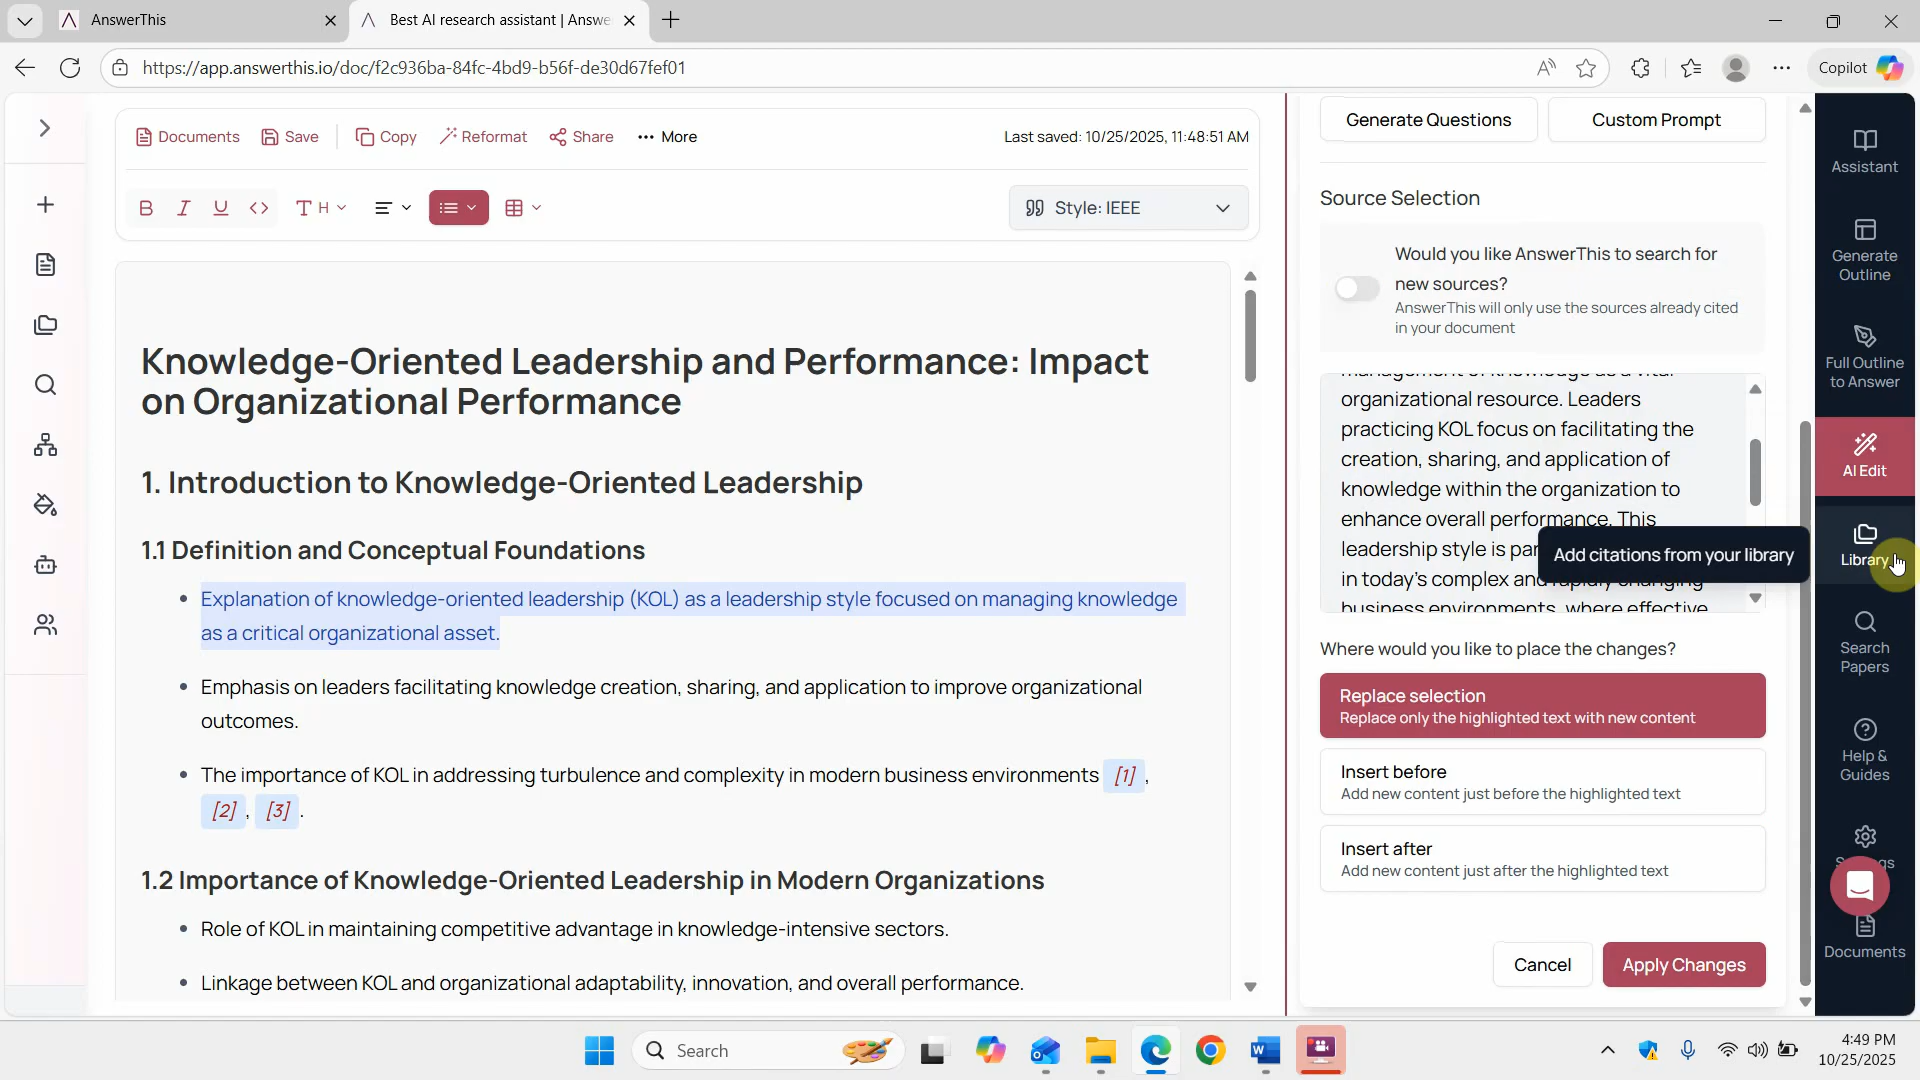 AnswerThis
Best AI research assistant | Answe
https://app.answerthis.io/doc/f2c936ba-84fc-4bd9-b56f-de30d67fef01
Copilot
Documents
Save
Copy
Reformat
Share
More
Last saved: 10/25/2025, 11:48:51 AM
B I U <> T H
Style: IEEE
Knowledge-Oriented Leadership and Performance: Impact
on Organizational Performance
1. Introduction to Knowledge-Oriented Leadership
1.1 Definition and Conceptual Foundations
Explanation of knowledge-oriented leadership (KOL) as a leadership style focused on managing knowledge
as a critical organizational asset.
Emphasis on leaders facilitating knowledge creation, sharing, and application to improve organizational
outcomes.
The importance of KOL in addressing turbulence and complexity in modern business environments [1],
[2], [3].
1.2 Importance of Knowledge-Oriented Leadership in Modern Organizations
Role of KOL in maintaining competitive advantage in knowledge-intensive sectors.
Linkage between KOL and organizational adaptability, innovation, and overall performance.
Generate Questions
Custom Prompt
Source Selection
Would you like AnswerThis to search for
new sources?
AnswerThis will only use the sources already cited
in your document
management of knowledge as a vital
organizational resource. Leaders
practicing KOL focus on facilitating the
creation, sharing, and application of
knowledge within the organization to
enhance overall performance. This
leadership style is par
in today's complex and rapidly changing
business environments, where effective
Add citations from your library
Where would you like to place the changes?
Replace selection
Replace only the highlighted text with new content
Insert before
Add new content just before the highlighted text
Insert after
Add new content just after the highlighted text
Cancel
Apply Changes
Assistant
Generate
Outline
Full Outline
to Answer
AI Edit
Library
Search
Papers
Help &
Guides
Documents
Search
4:49 PM
10/25/2025